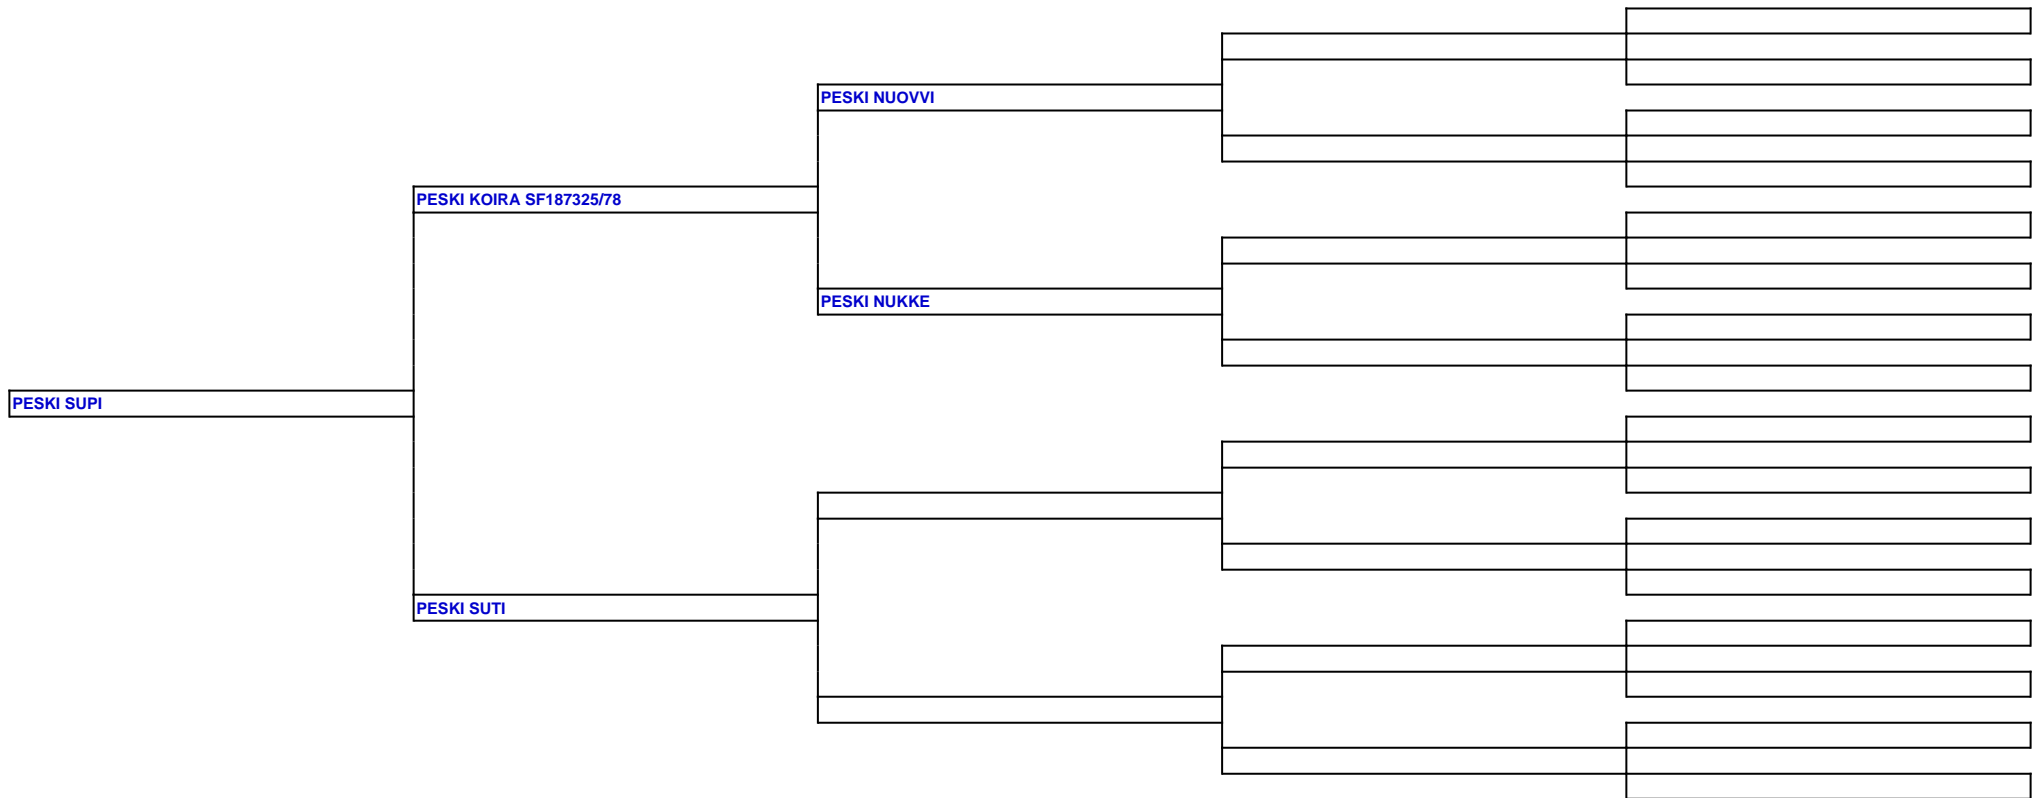 PESKI NUOVVI
PESKI KOIRA SF187325/78
PESKI NUKKE
PESKI SUPI
PESKI SUTI